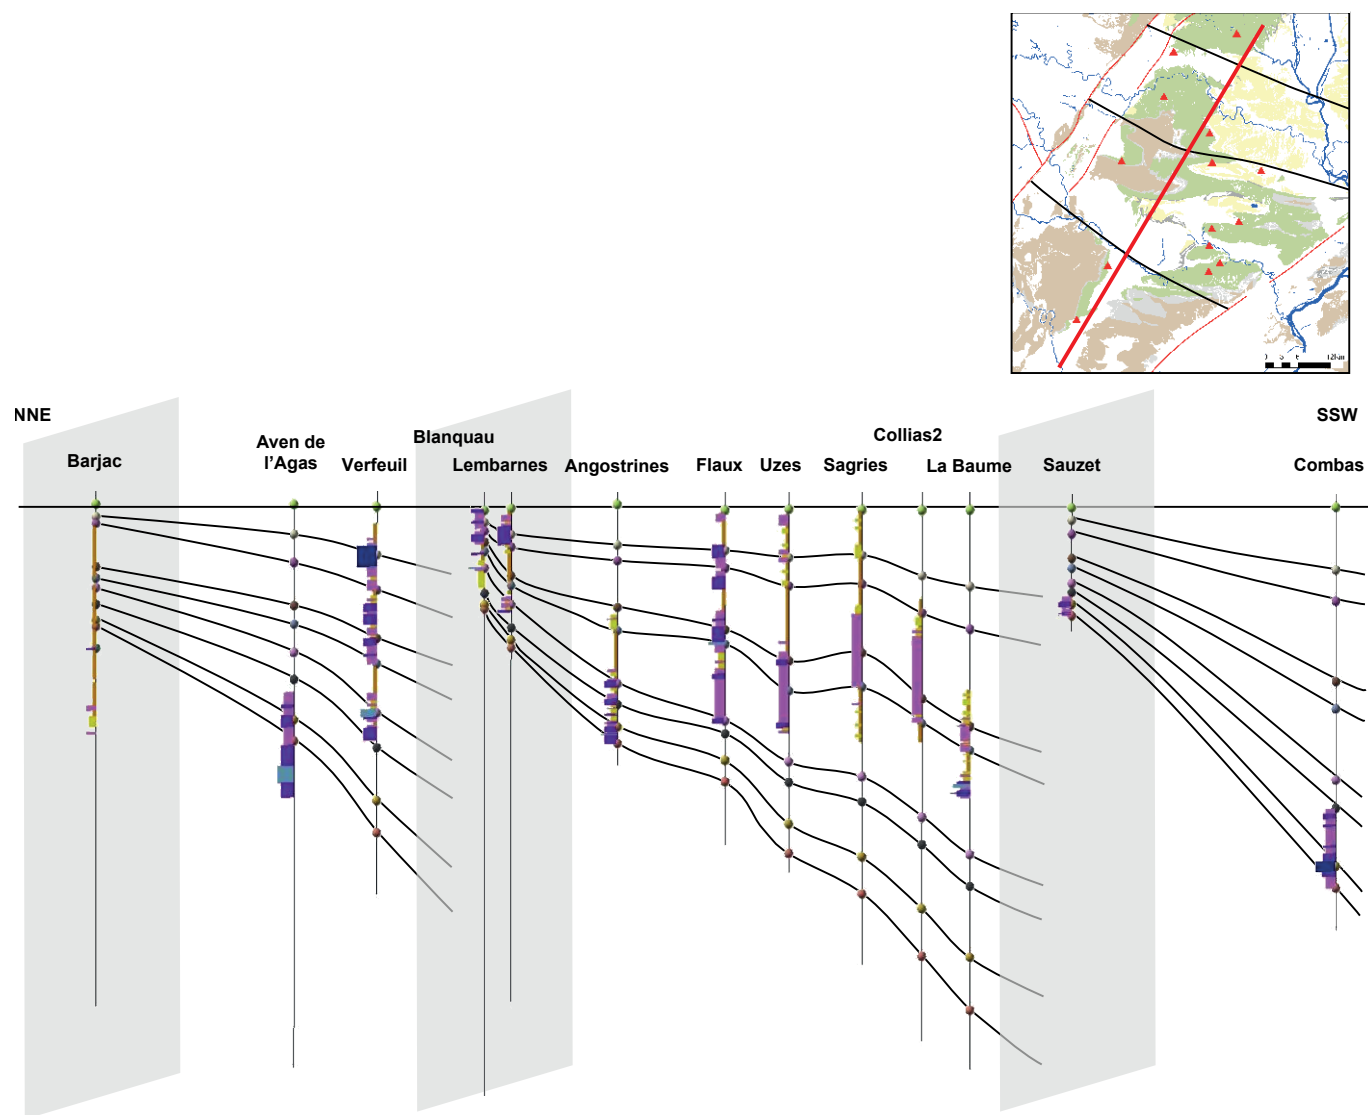 NNE
SSW
Barjac
Aven de
l'Agas
Verfeuil
Blanquau
Lembarnes
Angostrines
Flaux
Uzes
Sagries
Collias2
La Baume
Sauzet
Combas